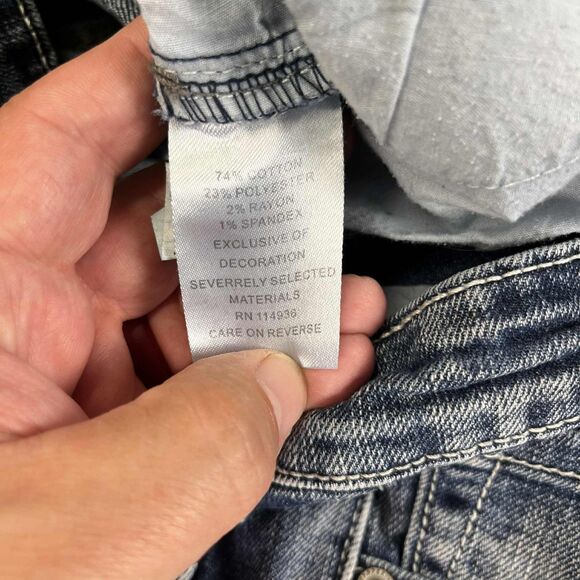 74% COTTON
23% POLYESTER
2% RAYON
1% SPANDEX
EXCLUSIVE OF
DECORATION
SEVERRELY SELECTED
MATERIALS
RN 114936
CARE ON REVERSE